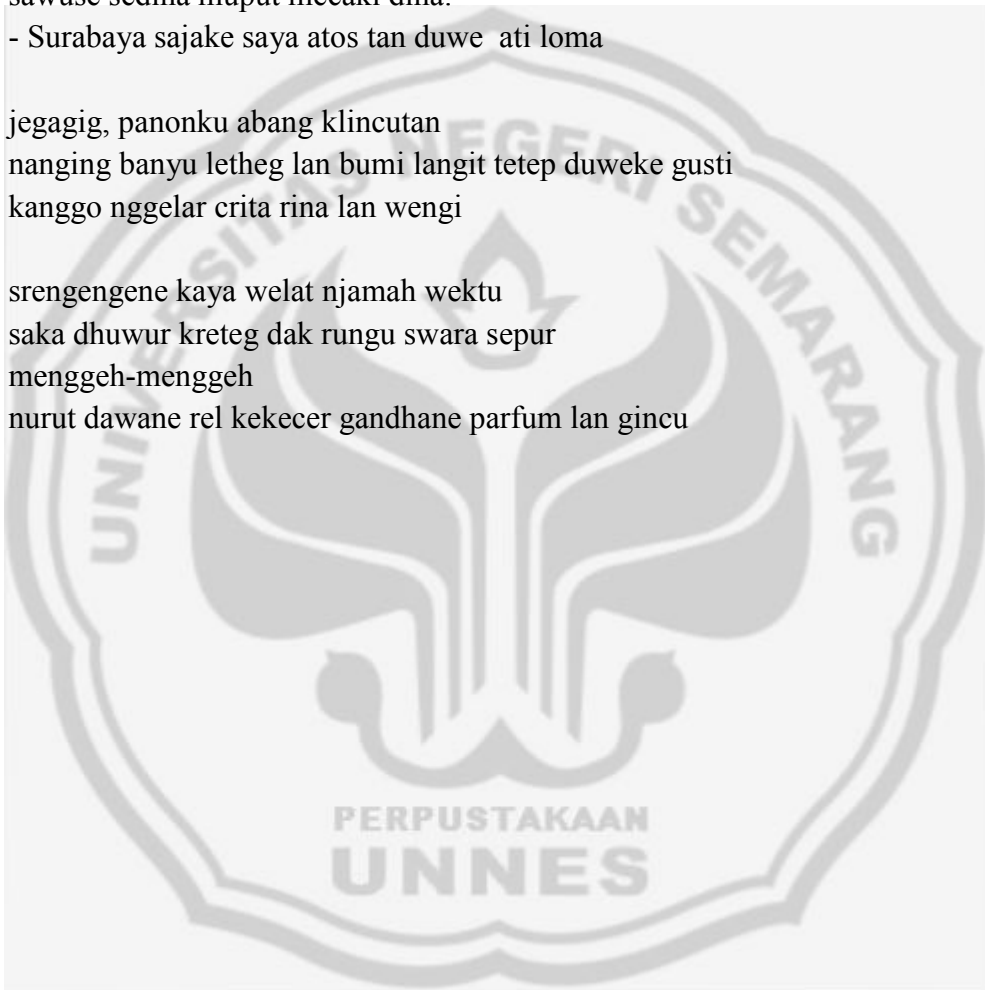 - Surabaya sajake saya atos tan duwe ati loma
jegagig, panonku abang klincutan
nanging banyu letheg lan bumi langit tetep duweke gusti
kanggo nggelar crita rina lan wengi
srengengene kaya welat njamah wektu
saka dhuwur kreteg dak rungu swara sepur
menggeh-menggeh
nurut dawane rel kekecer gandhane parfum lan gincu
UNIVERSITAS NEGERI SEMARANG
PERPUSTAKAAN
UNNES